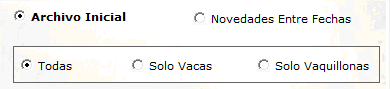 Archivo Inicial Novedades Entre Fechas
Todas Solo Vacas Solo Vaquillonas